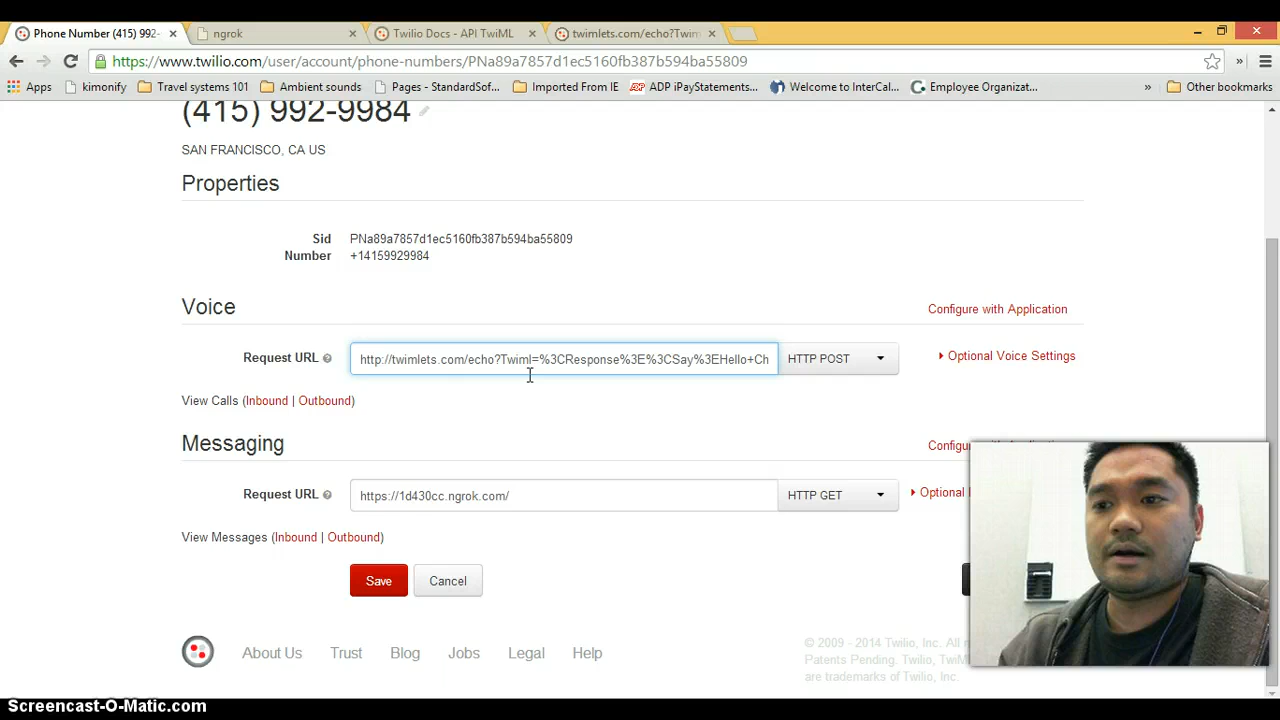 Phone Number (415) 992-
ngrok
Twilio Docs - API TwiML
twimlets.com/echo?Twim
https://www.twilio.com/user/account/phone-numbers/PNa89a7857d1ec5160fb387b594ba55809
Apps
kimonify
Travel systems 101
Ambient sounds
Pages - StandardSof...
Imported From IE
ADP iPayStatements...
Welcome to InterCal...
Employee Organizat...
Other bookmarks
(415) 992-9984
SAN FRANCISCO, CA US
Properties
Sid PNa89a7857d1ec5160fb387b594ba55809
Number +14159929984
Voice Configure with Application
Request URL http://twimlets.com/echo?Twiml=%3CResponse%3E%3CSay%3EHello+Ch HTTP POST Optional Voice Settings
View Calls (Inbound | Outbound)
Messaging Configure
Request URL https://1d430cc.ngrok.com/ HTTP GET Optional
View Messages (Inbound | Outbound)
Save Cancel
About Us Trust Blog Jobs Legal Help
© 2009 - 2014 Twilio, Inc. All
Patents Pending. Twilio,
are trademarks of Twilio, Inc.
Screencast-O-Matic.com